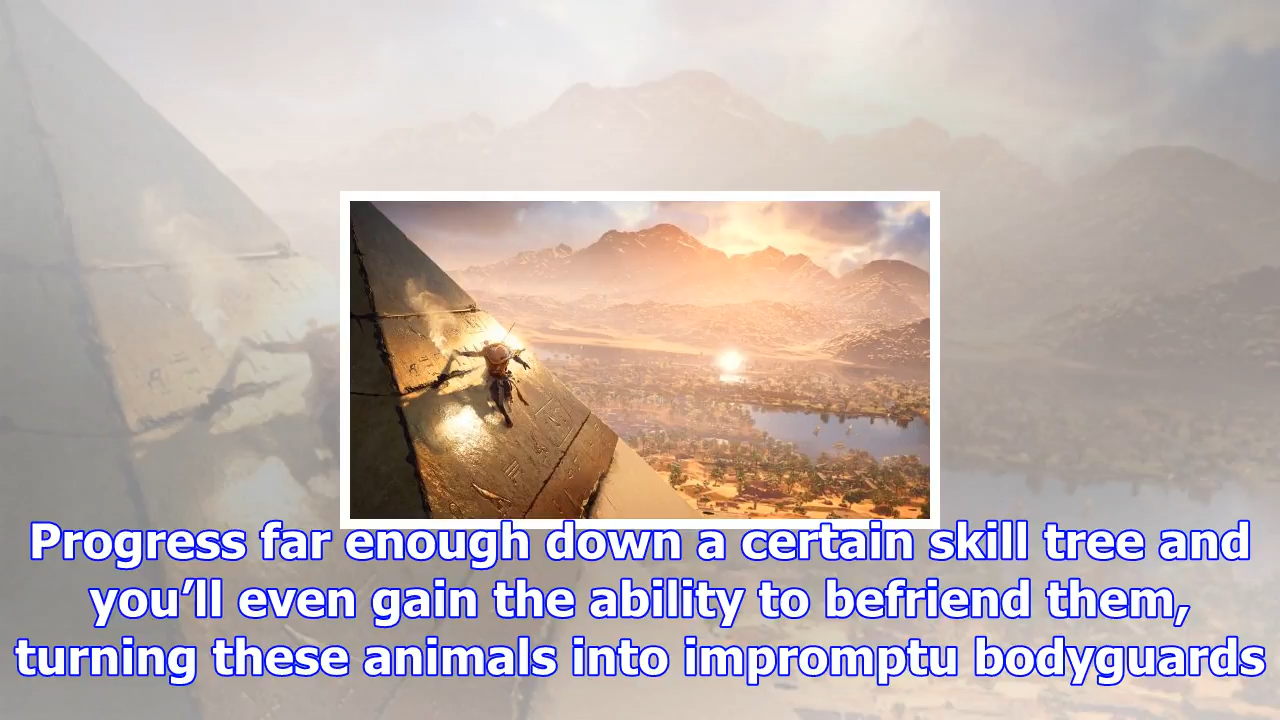 Progress far enough down a certain skill tree and
you’ll even gain the ability to befriend them,
turning these animals into impromptu bodyguards